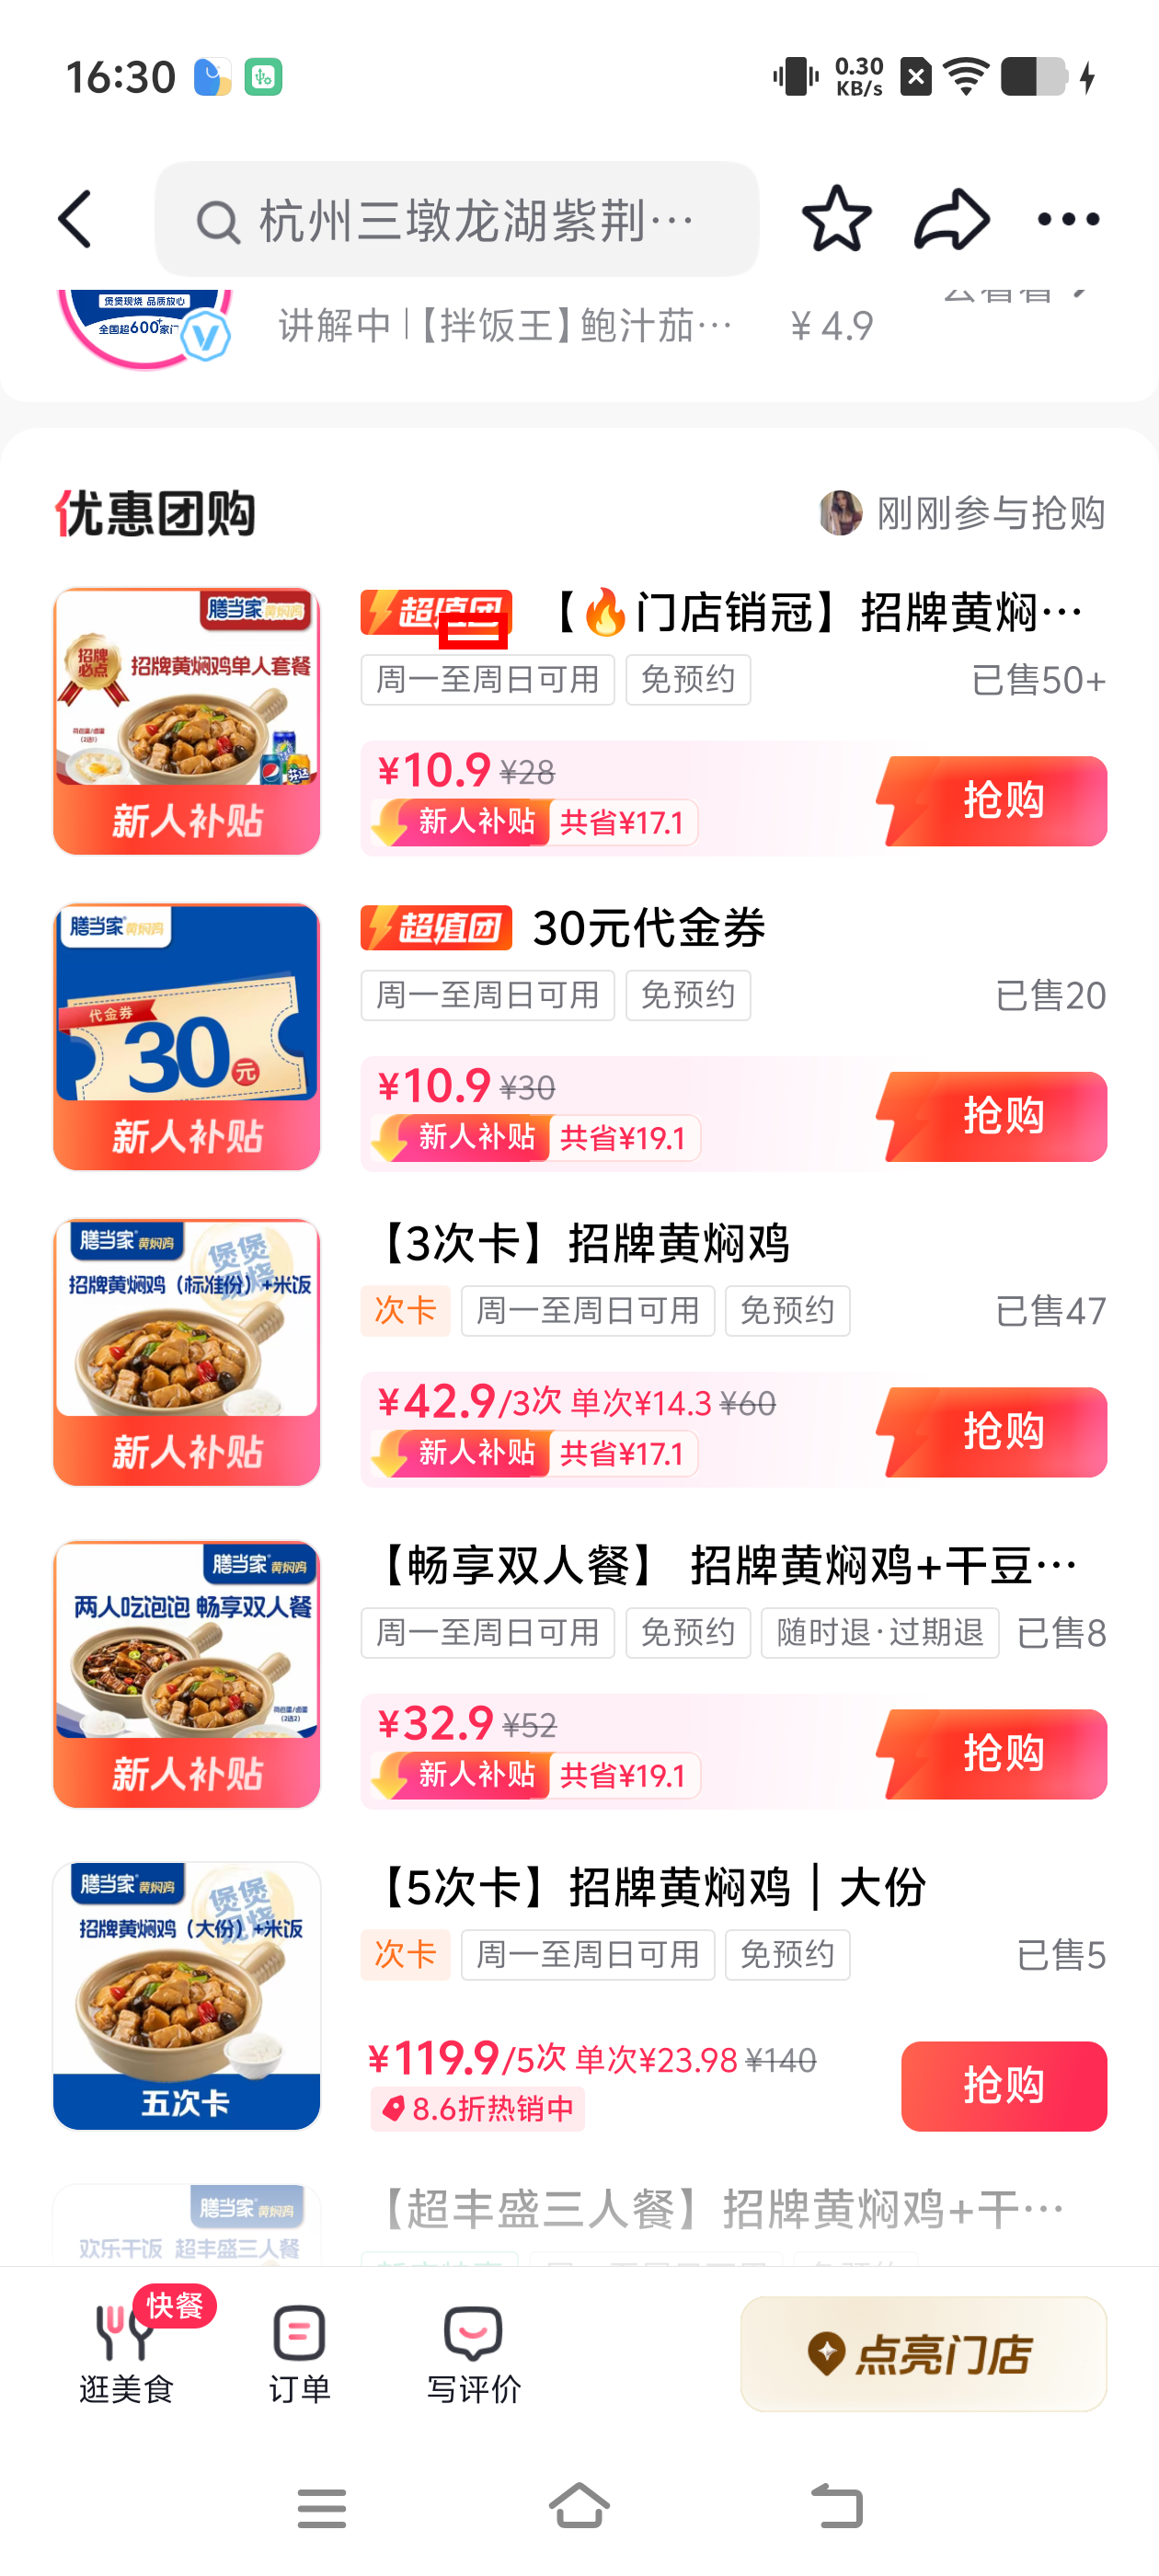 16:30
0.30
KB/s
杭州三墩龙湖紫荆…
煲煲现烧 品质放心
全国超600家门
讲解中 |【拌饭王】鲍汁茄…
¥4.9
优惠团购
刚刚参与抢购
膳当家 黄焖鸡
招牌必点
招牌黄焖鸡单人套餐
新人补贴
【🔥门店销冠】招牌黄焖…
周一至周日可用 免预约 已售50+
¥10.9 ¥28
新人补贴 共省¥17.1
抢购
膳当家 黄焖鸡
代金券
30元
新人补贴
超值团 30元代金券
周一至周日可用 免预约 已售20
¥10.9 ¥30
新人补贴 共省¥19.1
抢购
膳当家 黄焖鸡
招牌黄焖鸡（标准份）+米饭
新人补贴
【3次卡】招牌黄焖鸡
次卡 周一至周日可用 免预约 已售47
¥42.9/3次 单次¥14.3 ¥60
新人补贴 共省¥17.1
抢购
膳当家 黄焖鸡
两人吃饱饱 畅享双人餐
新人补贴
【畅享双人餐】 招牌黄焖鸡+干豆…
周一至周日可用 免预约 随时退·过期退 已售8
¥32.9 ¥52
新人补贴 共省¥19.1
抢购
膳当家 黄焖鸡
招牌黄焖鸡（大份）+米饭
五次卡
【5次卡】招牌黄焖鸡｜大份
次卡 周一至周日可用 免预约 已售5
¥119.9/5次 单次¥23.98 ¥140
8.6折热销中
抢购
膳当家 黄焖鸡
欢乐干饭 超丰盛三人餐
【超丰盛三人餐】招牌黄焖鸡+干…
快餐
逛美食
订单
写评价
点亮门店